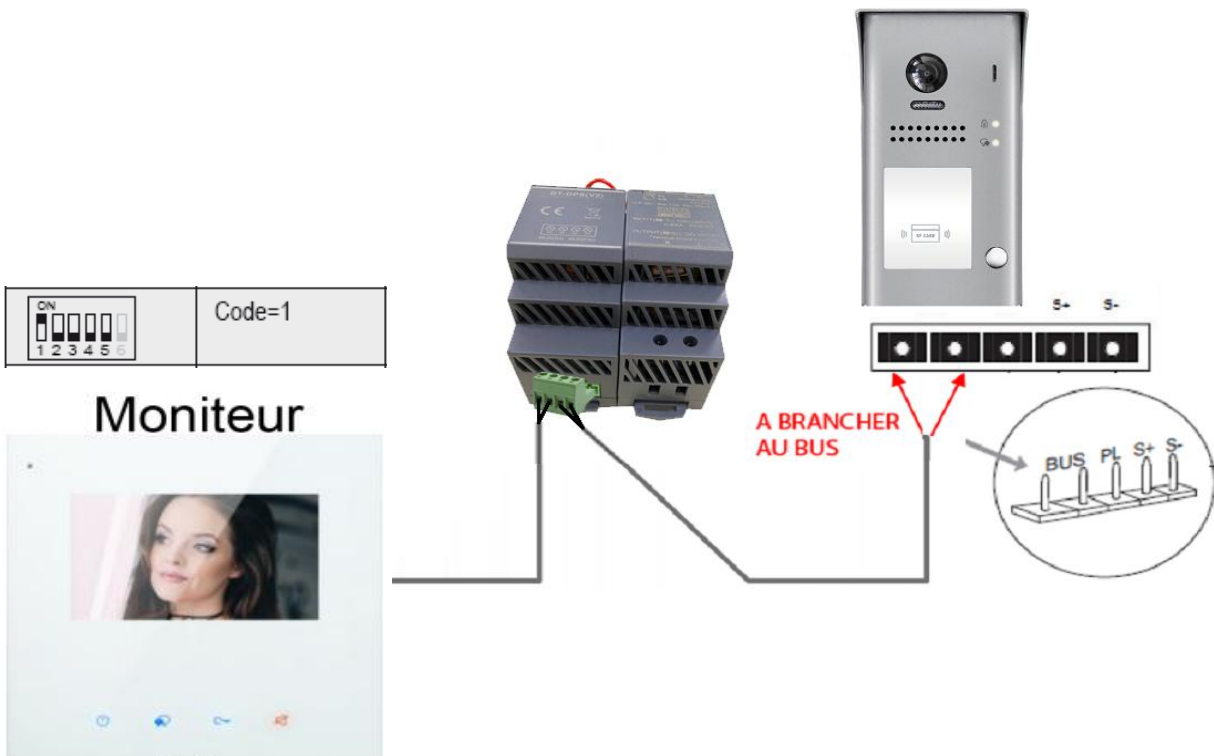 ON
1 2 3 4 5 6
Code=1
Moniteur
CE
S+ S-
A BRANCHER
AU BUS
BUS PL S+ S-